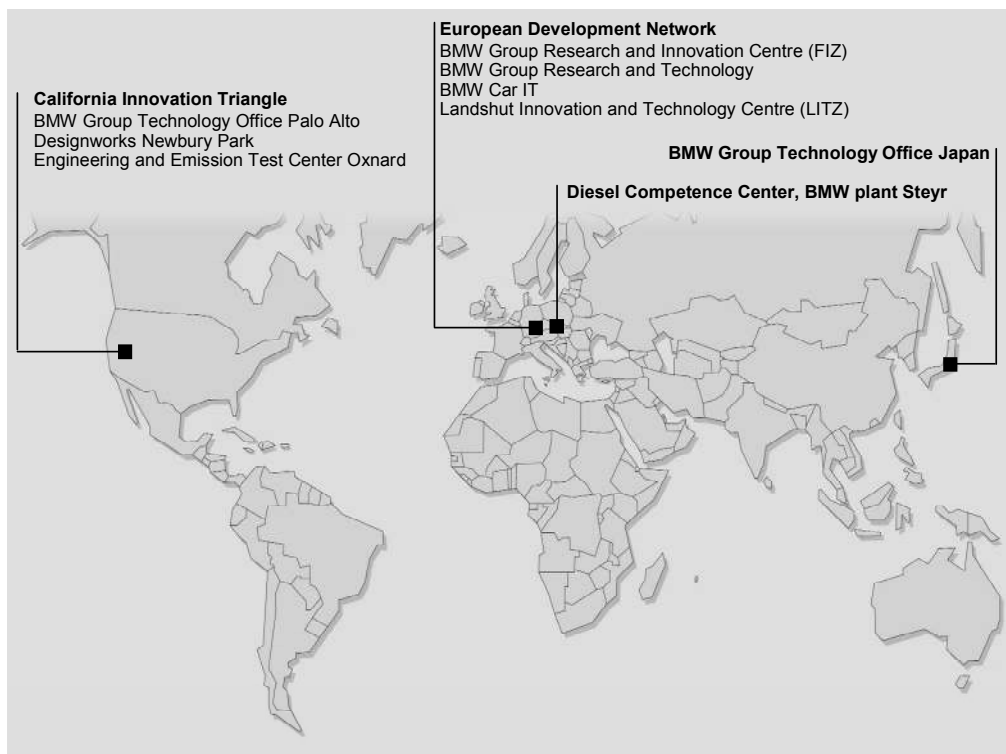 European Development Network
BMW Group Research and Innovation Centre (FIZ)
BMW Group Research and Technology
BMW Car IT
Landshut Innovation and Technology Centre (LITZ)
California Innovation Triangle
BMW Group Technology Office Palo Alto
Designworks Newbury Park
Engineering and Emission Test Center Oxnard
BMW Group Technology Office Japan
Diesel Competence Center, BMW plant Steyr